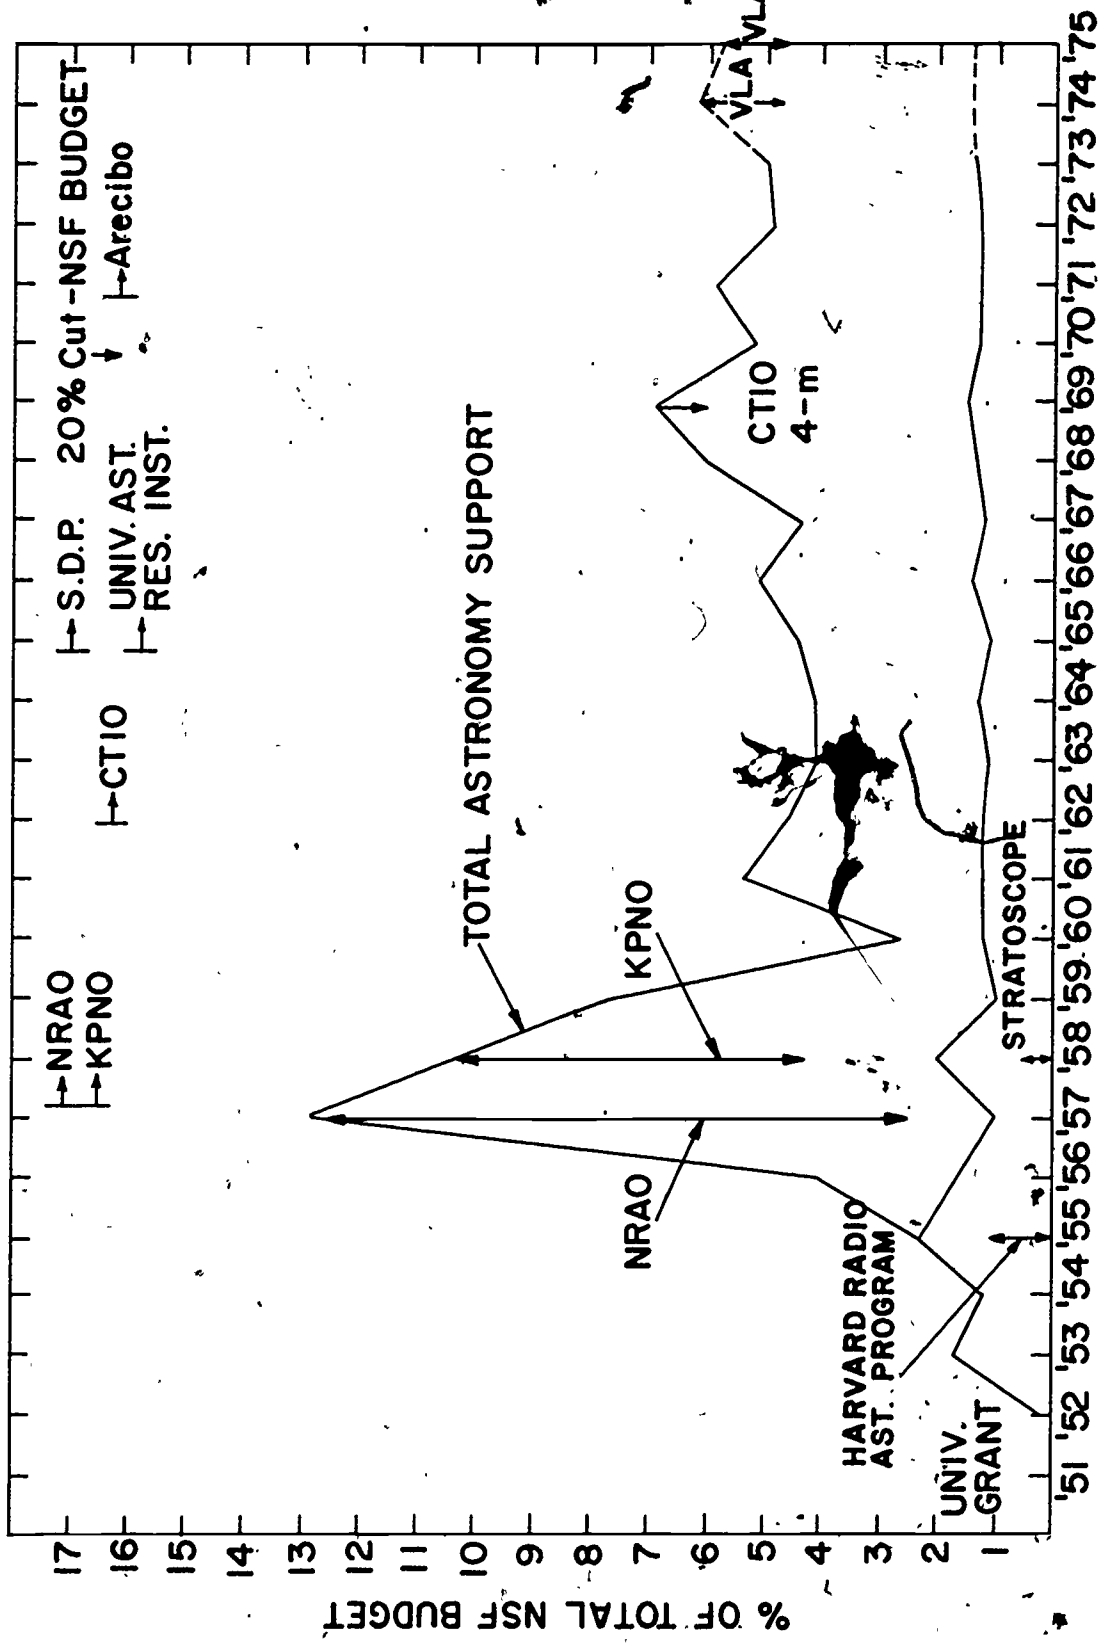 % OF TOTAL NSF BUDGET
17
16
15
14
13
12
11
10
9
8
7
6
5
4
3
2
1
NRAO
KPNO
CTIO
S.D.P.
20% Cut-NSF BUDGET
UNIV. AST.
RES. INST.
Arecibo
TOTAL ASTRONOMY SUPPORT
KPNO
NRAO
CTIO
4-m
VLA
VLA
HARVARD RADIO
AST. PROGRAM
UNIV.
GRANT
STRATOSCOPE
'51 '52 '53 '54 '55 '56 '57 '58 '59 '60 '61 '62 '63 '64 '65 '66 '67 '68 '69 '70 '71 '72 '73 '74 '75